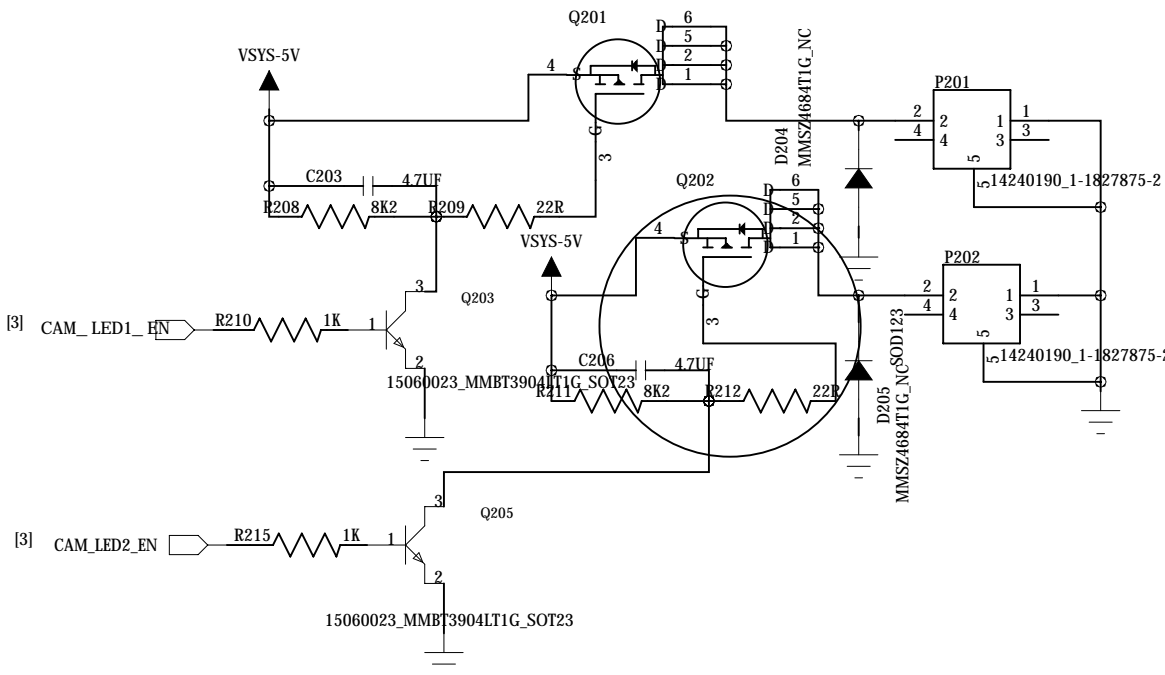 Q201
VSYS-5V
4
S
G
3
D 6
D 5
D 2
D 1
D204
MMSZ4684T1G_NC
P201
2 2 1 1
4 4 3 3
5
5
14240190_1-1827875-2
C203 4.7UF
R208 8K2 R209 22R
Q202
VSYS-5V
4
S
G
3
D 6
D 5
D 2
D 1
P202
2 2 1 1
4 4 3 3
5
5
14240190_1-1827875-2
SOD123
D205
MMSZ4684T1G_NC
C206 4.7UF
R211 8K2 R212 22R
[3] CAM_ LED1_ EN R210 1K 1
3
Q203
2
15060023_MMBT3904LT1G_SOT23
[3] CAM_LED2_EN R215 1K 1
3
Q205
2
15060023_MMBT3904LT1G_SOT23